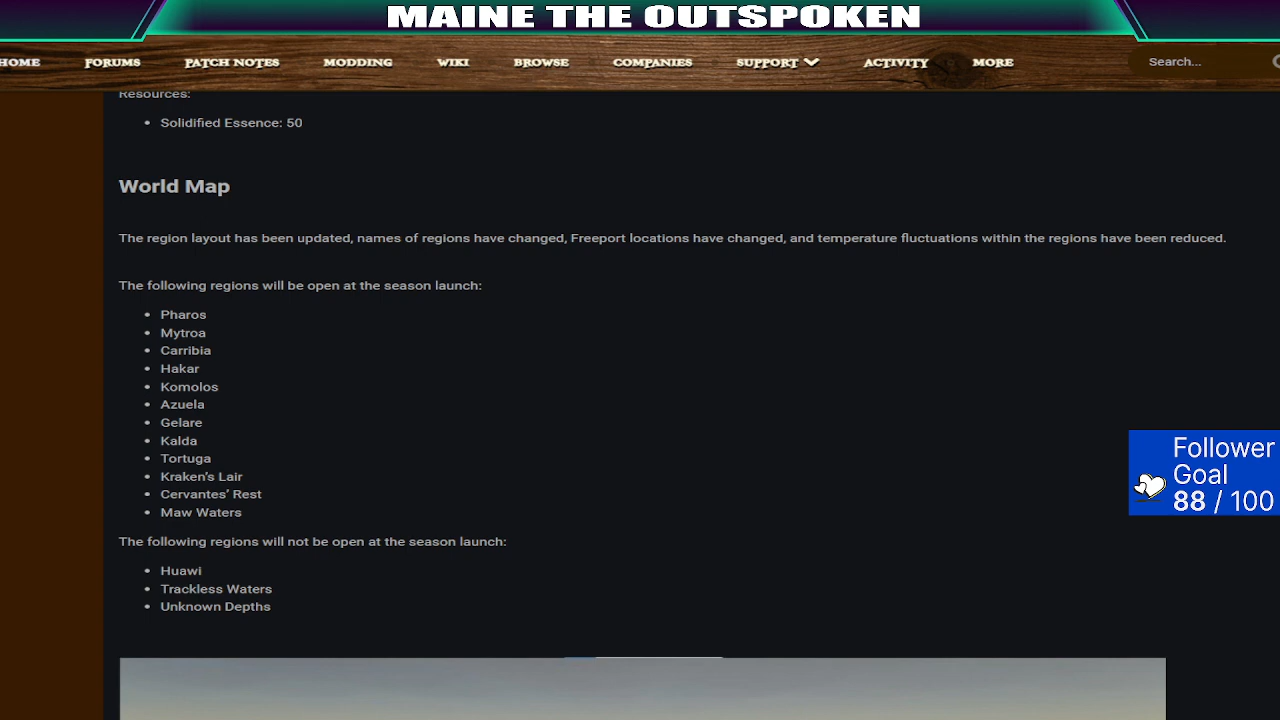 MAINE THE OUTSPOKEN
HOME FORUMS PATCH NOTES MODDING WIKI BROWSE COMPANIES SUPPORT ACTIVITY MORE Search...
Resources:
• Solidified Essence: 50
World Map
The region layout has been updated, names of regions have changed, Freeport locations have changed, and temperature fluctuations within the regions have been reduced.
The following regions will be open at the season launch:
• Pharos
• Mytroa
• Carribia
• Hakar
• Komolos
• Azuela
• Gelare
• Kalda
• Tortuga
• Kraken's Lair
• Cervantes' Rest
• Maw Waters
The following regions will not be open at the season launch:
• Huawi
• Trackless Waters
• Unknown Depths
Follower
Goal
88 / 100